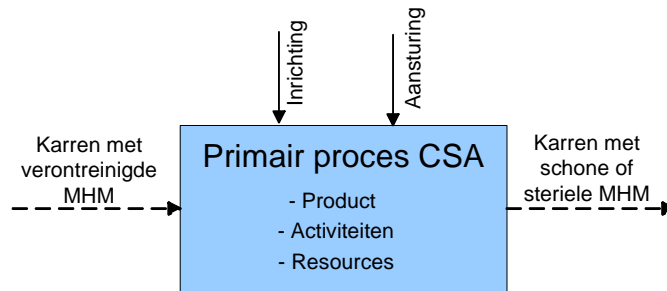 Inrichting
Aansturing
Karren met
verontreinigde
MHM
Primair proces CSA
- Product
- Activiteiten
- Resources
Karren met
schone of
steriele MHM